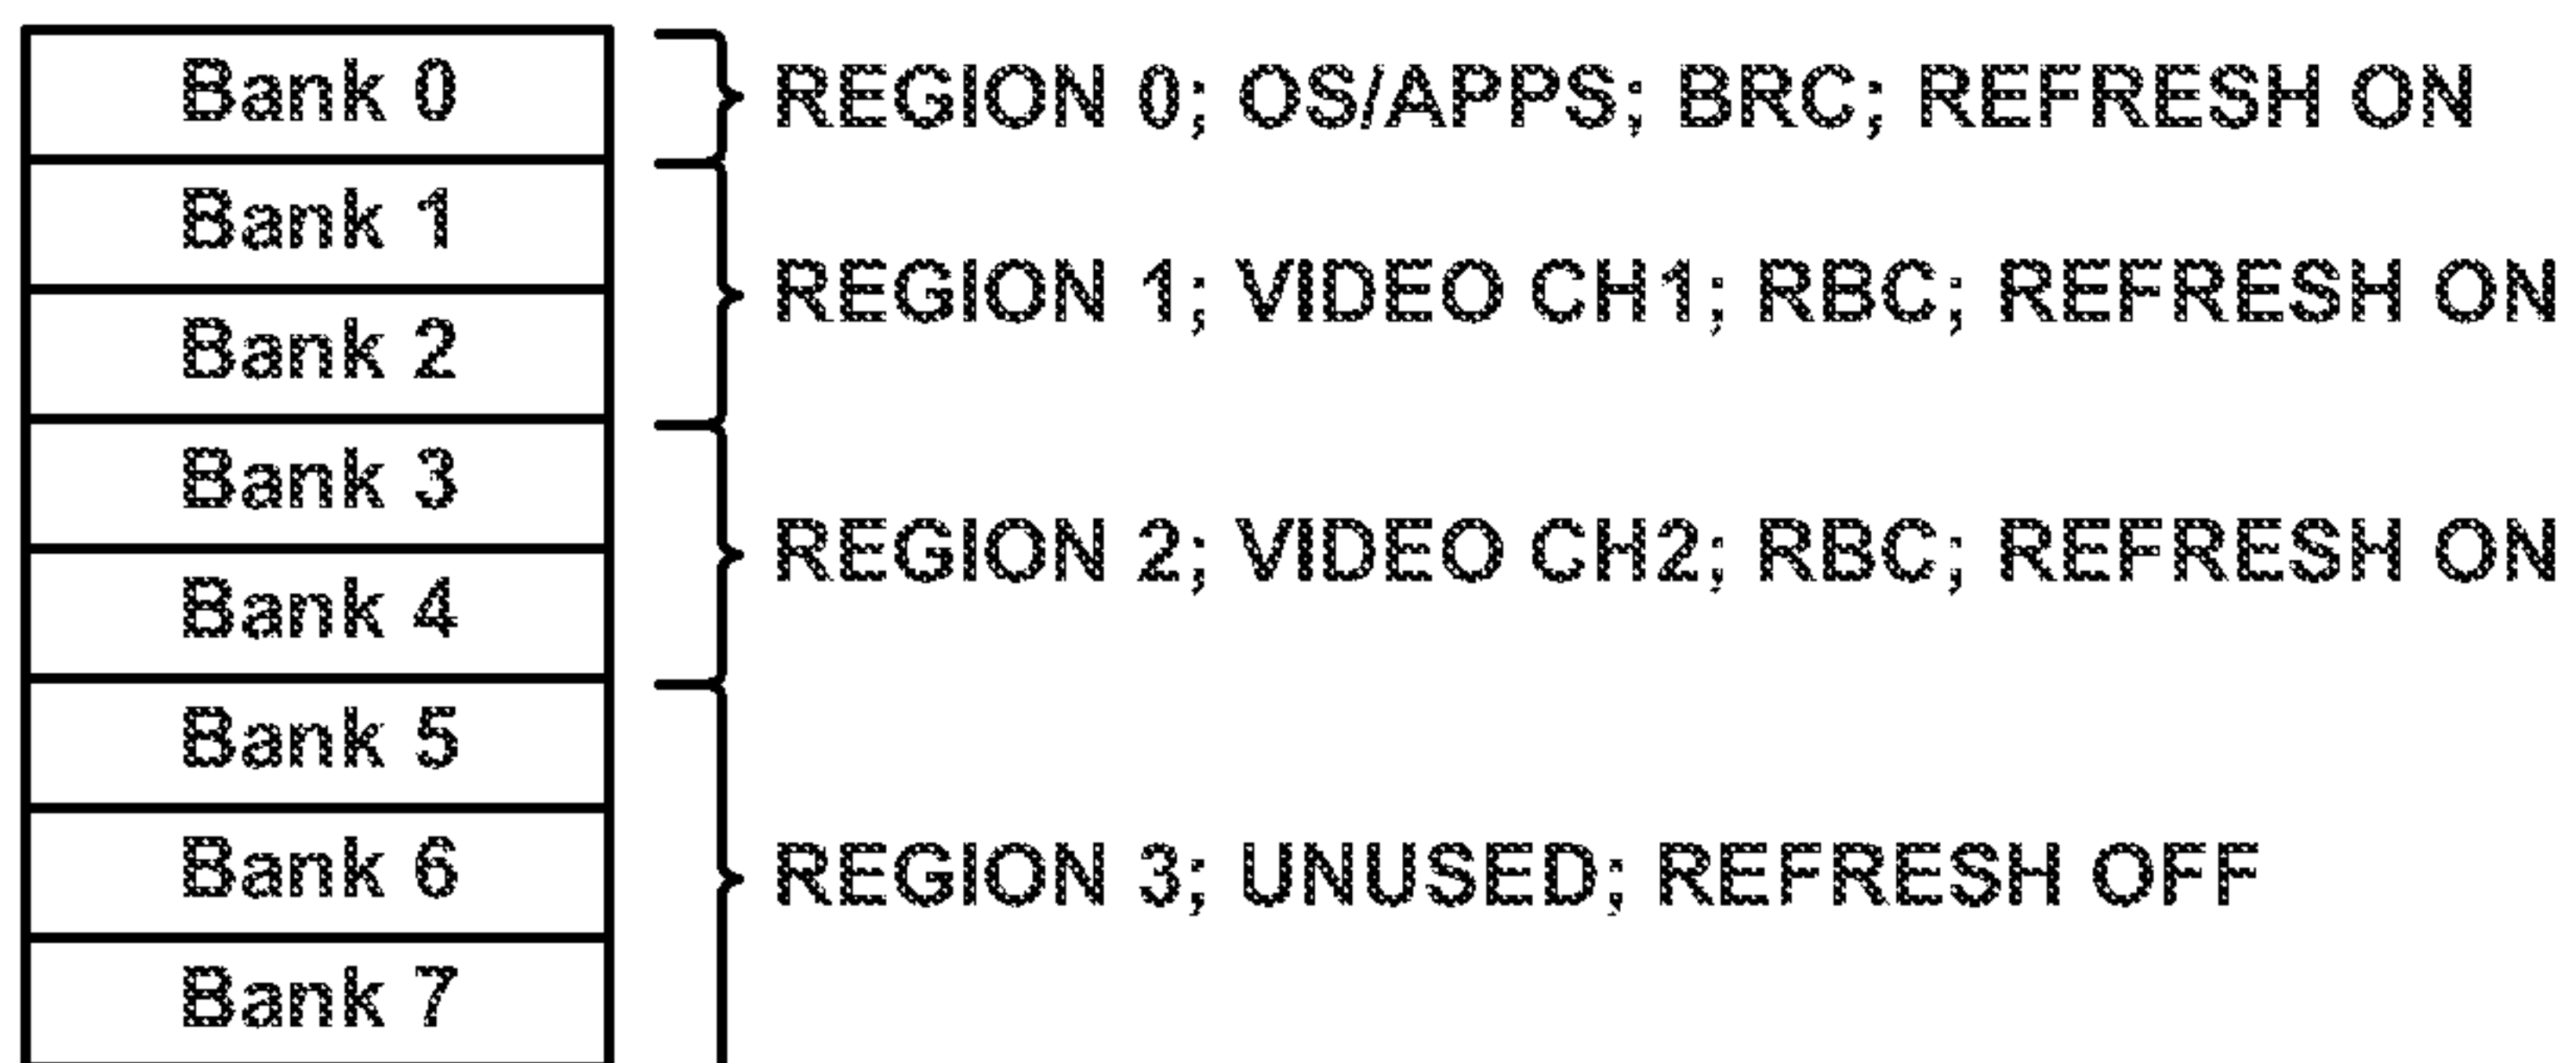 Bank 0
REGION 0; OS/APPS; BRC; REFRESH ON
Bank 1
Bank 2
REGION 1; VIDEO CH1; RBC; REFRESH ON
Bank 3
Bank 4
REGION 2; VIDEO CH2; RBC; REFRESH ON
Bank 5
Bank 6
Bank 7
REGION 3; UNUSED; REFRESH OFF